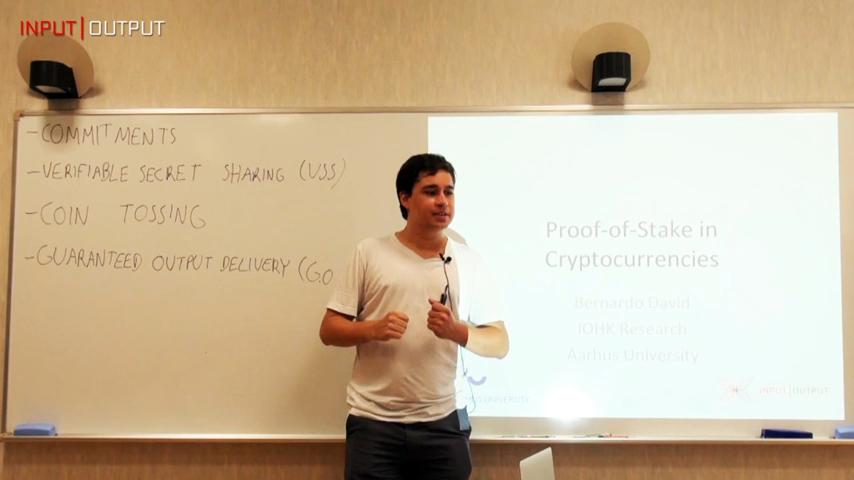 INPUT|OUTPUT
-COMMITMENTS
-VERIFIABLE SECRET SHARING (VSS)
-COIN TOSSING
-GUARANTEED OUTPUT DELIVERY (G.O
Proof-of-Stake in
Cryptocurrencies
Bernardo David
IOHK Research
Aarhus University
UNIVERSITY
INPUT|OUTPUT